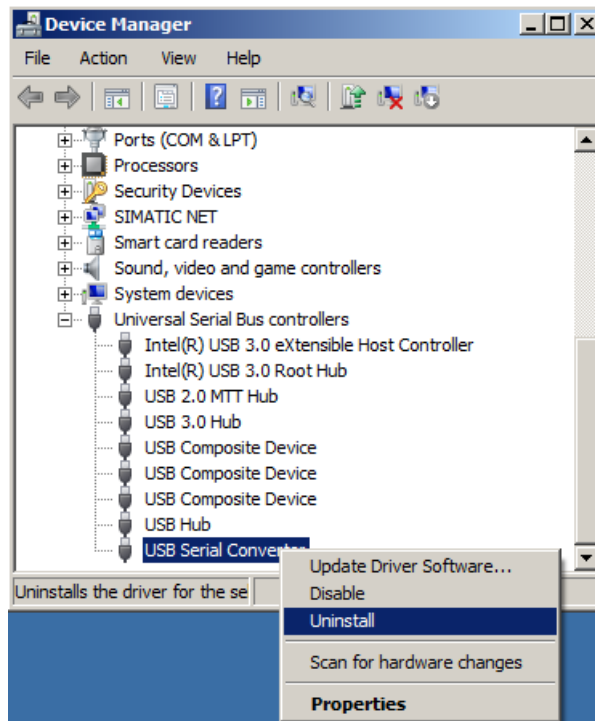 Device Manager
File Action View Help
Ports (COM & LPT)
Processors
Security Devices
SIMATIC NET
Smart card readers
Sound, video and game controllers
System devices
Universal Serial Bus controllers
Intel(R) USB 3.0 eXtensible Host Controller
Intel(R) USB 3.0 Root Hub
USB 2.0 MTT Hub
USB 3.0 Hub
USB Composite Device
USB Composite Device
USB Composite Device
USB Hub
USB Serial Converter
Update Driver Software...
Uninstalls the driver for the se
Disable
Uninstall
Scan for hardware changes
Properties